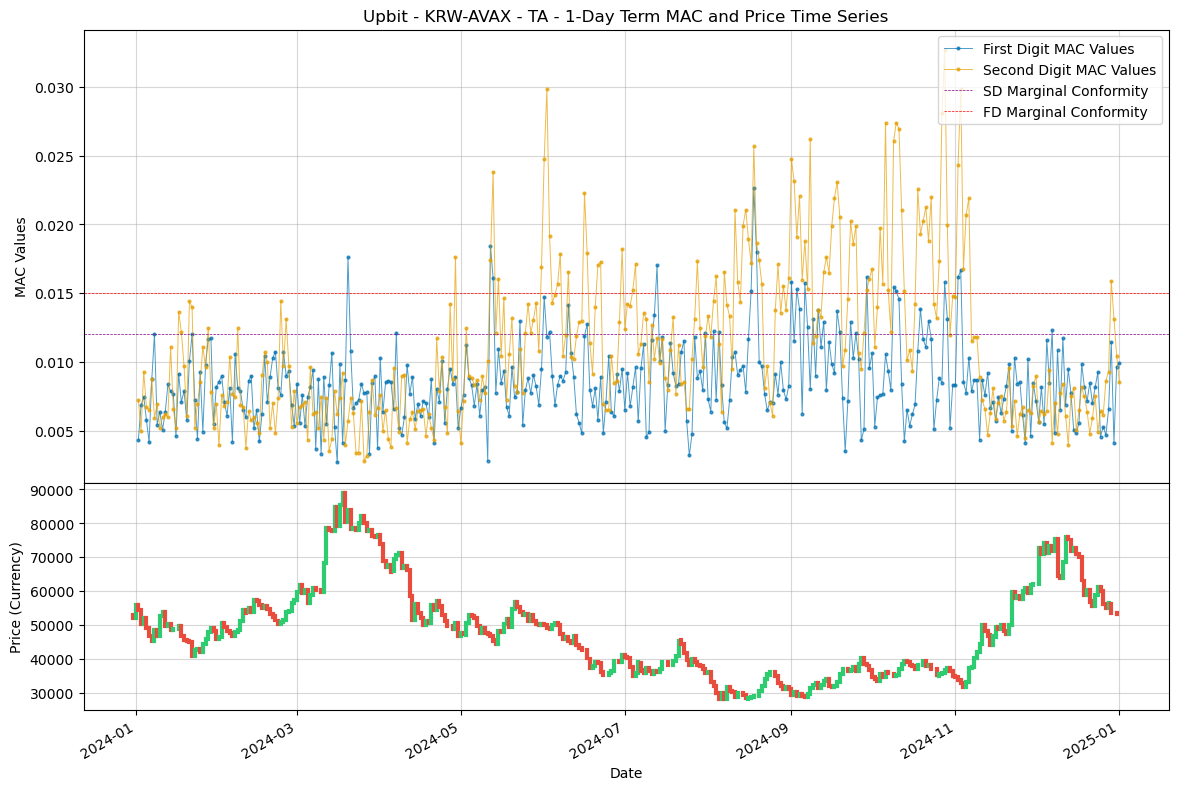 Upbit - KRW-AVAX - TA - 1-Day Term MAC and Price Time Series
First Digit MAC Values
Second Digit MAC Values
SD Marginal Conformity
FD Marginal Conformity
MAC Values
0.030
0.025
0.020
0.015
0.010
0.005
Price (Currency)
90000
80000
70000
60000
50000
40000
30000
2024-01
2024-03
2024-05
2024-07
2024-09
2024-11
2025-01
Date